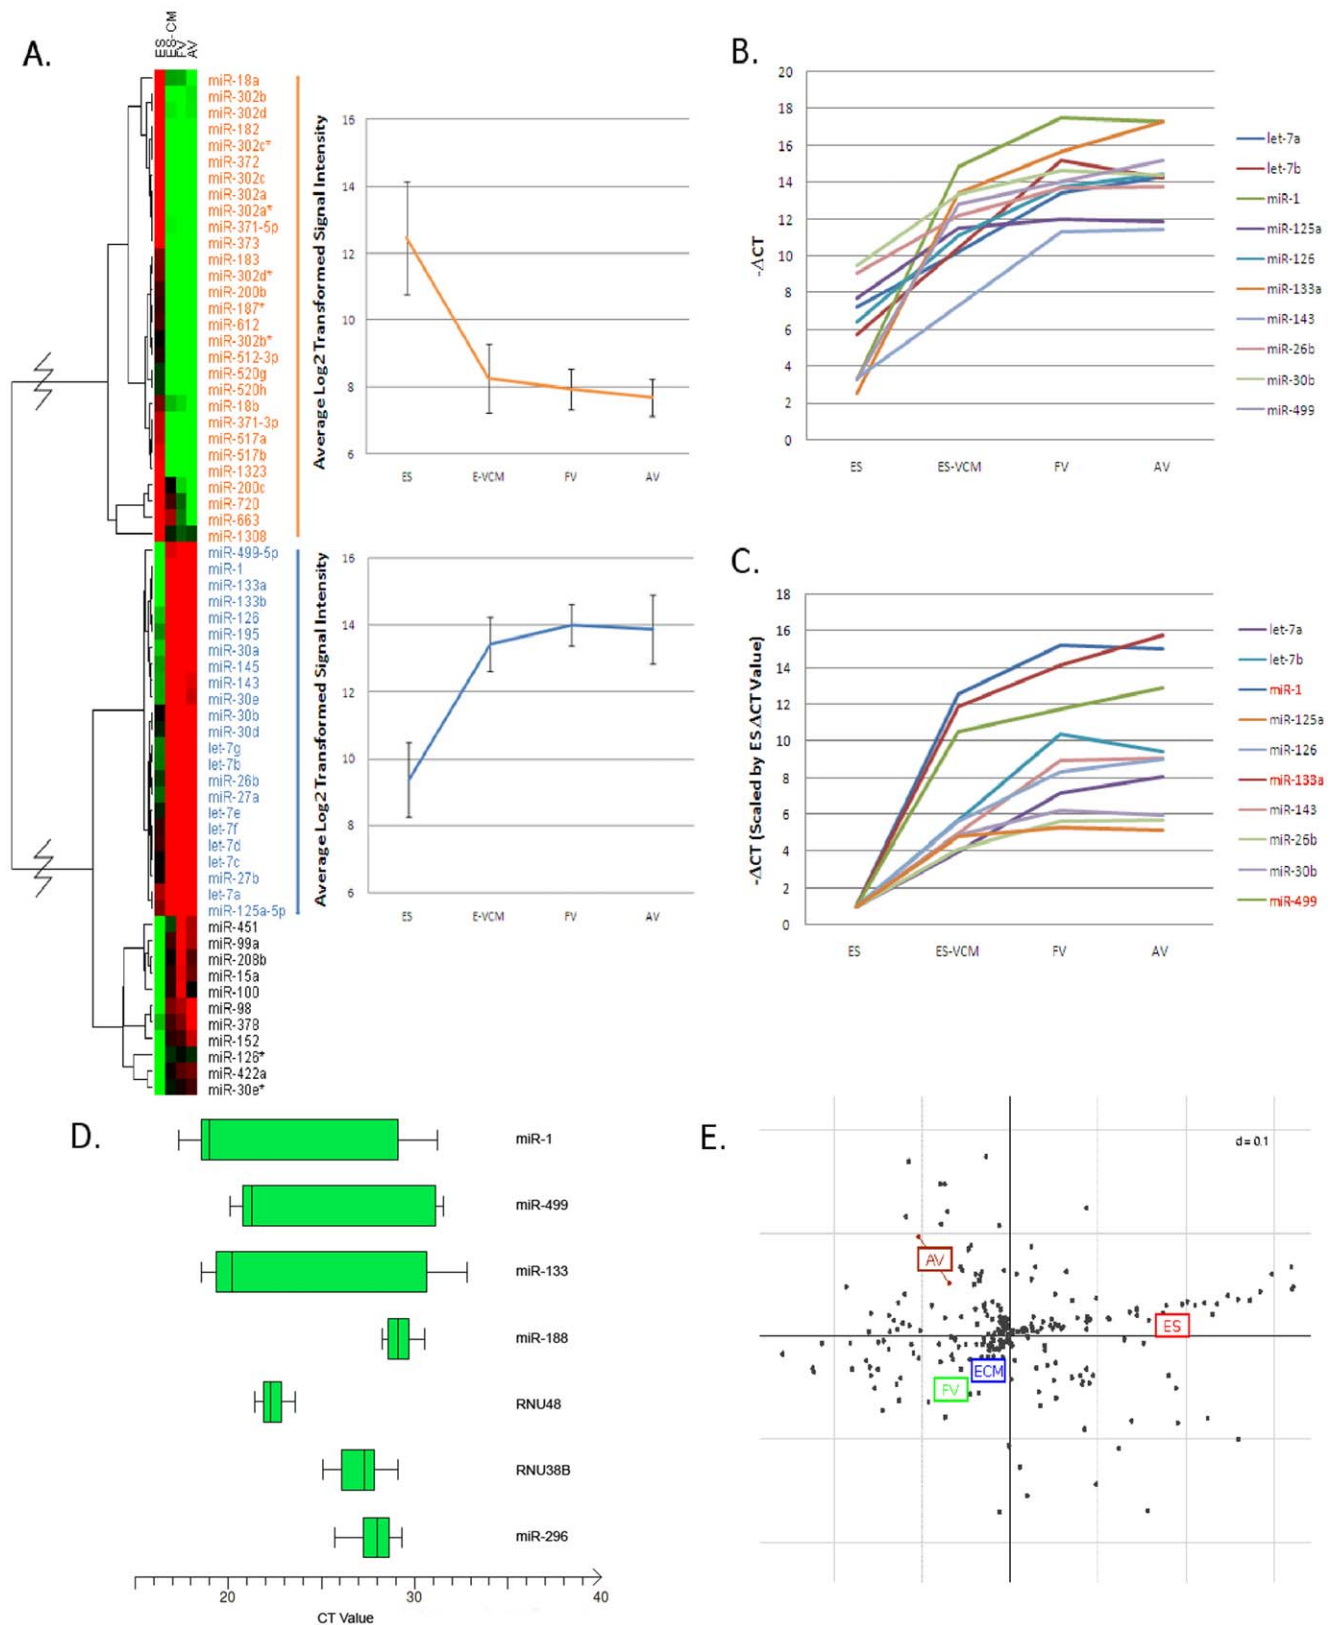 A.
ES
ES-CM
FV
AV
miR-18a
miR-302b
miR-302d
miR-182
miR-302c*
miR-372
miR-302c
miR-302a
miR-302a*
miR-371-5p
miR-373
miR-183
miR-302d*
miR-200b
miR-187*
miR-612
miR-302b*
miR-512-3p
miR-520g
miR-520h
miR-18b
miR-371-3p
miR-517a
miR-517b
miR-1323
miR-200c
miR-720
miR-663
miR-1308
miR-499-5p
miR-1
miR-133a
miR-133b
miR-126
miR-195
miR-30a
miR-145
miR-143
miR-30e
miR-30b
miR-30d
let-7g
let-7b
miR-26b
miR-27a
let-7e
let-7f
let-7d
let-7c
miR-27b
let-7a
miR-125a-5p
miR-451
miR-99a
miR-208b
miR-15a
miR-100
miR-98
miR-378
miR-152
miR-126*
miR-422a
miR-30e*
Average Log2 Transformed Signal Intensity
16
14
12
10
8
6
ES E-VCM FV AV
Average Log2 Transformed Signal Intensity
16
14
12
10
8
6
ES E-VCM FV AV
B.
-ΔCT
20
18
16
14
12
10
8
6
4
2
0
ES ES-VCM FV AV
let-7a
let-7b
miR-1
miR-125a
miR-126
miR-133a
miR-143
miR-26b
miR-30b
miR-499
C.
-ΔCT (Scaled by ES ΔCT Value)
18
16
14
12
10
8
6
4
2
0
ES ES-VCM FV AV
let-7a
let-7b
miR-1
miR-125a
miR-126
miR-133a
miR-143
miR-26b
miR-30b
miR-499
D.
miR-1
miR-499
miR-133
miR-188
RNU48
RNU38B
miR-296
20 30 40
CT Value
E.
d = 0.1
AV
ES
ECM
FV